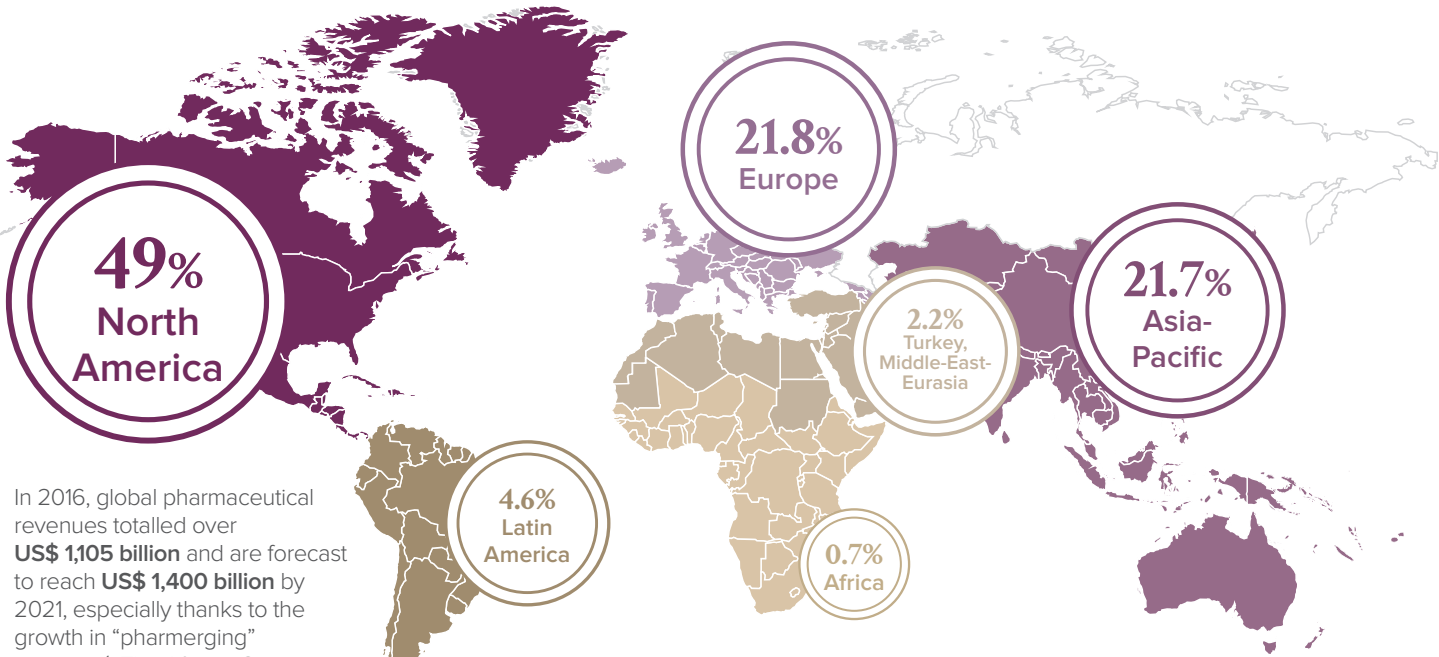 21.8%
Europe
49%
North
America
21.7%
Asia-
Pacific
2.2%
Turkey,
Middle-East-
Eurasia
4.6%
Latin
America
0.7%
Africa
In 2016, global pharmaceutical
revenues totalled over
US$ 1,105 billion and are forecast
to reach US$ 1,400 billion by
2021, especially thanks to the
growth in “pharmerging”